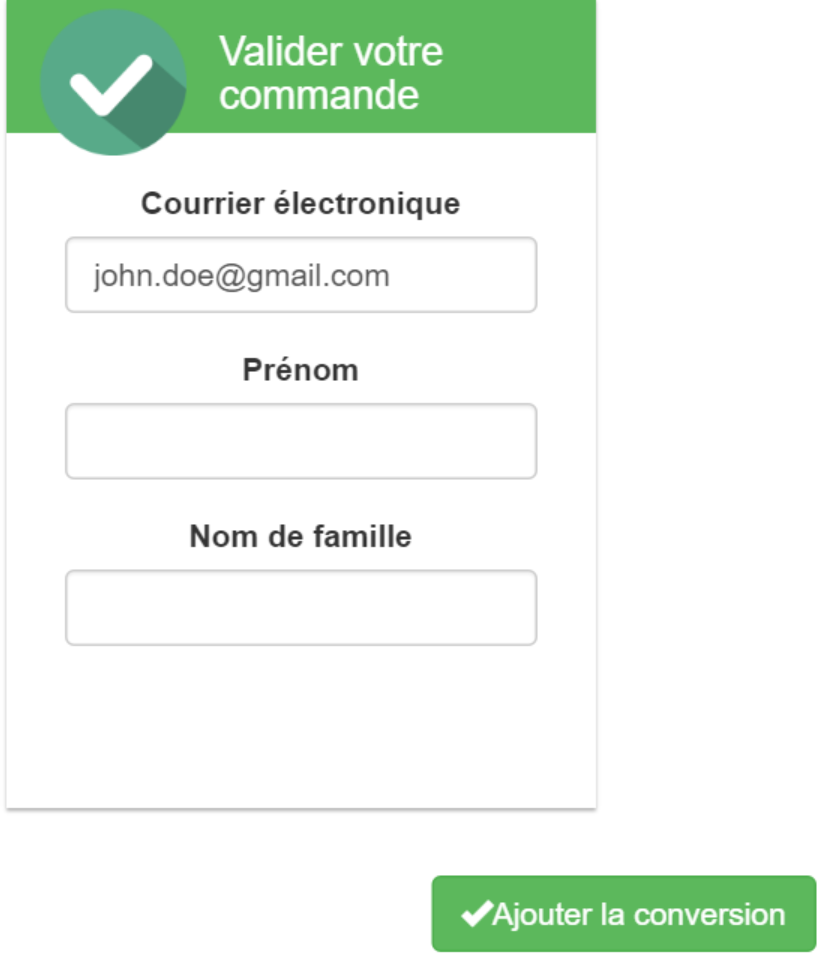 Valider votre
commande
Courrier électronique
john.doe@gmail.com
Prénom
Nom de famille
Ajouter la conversion